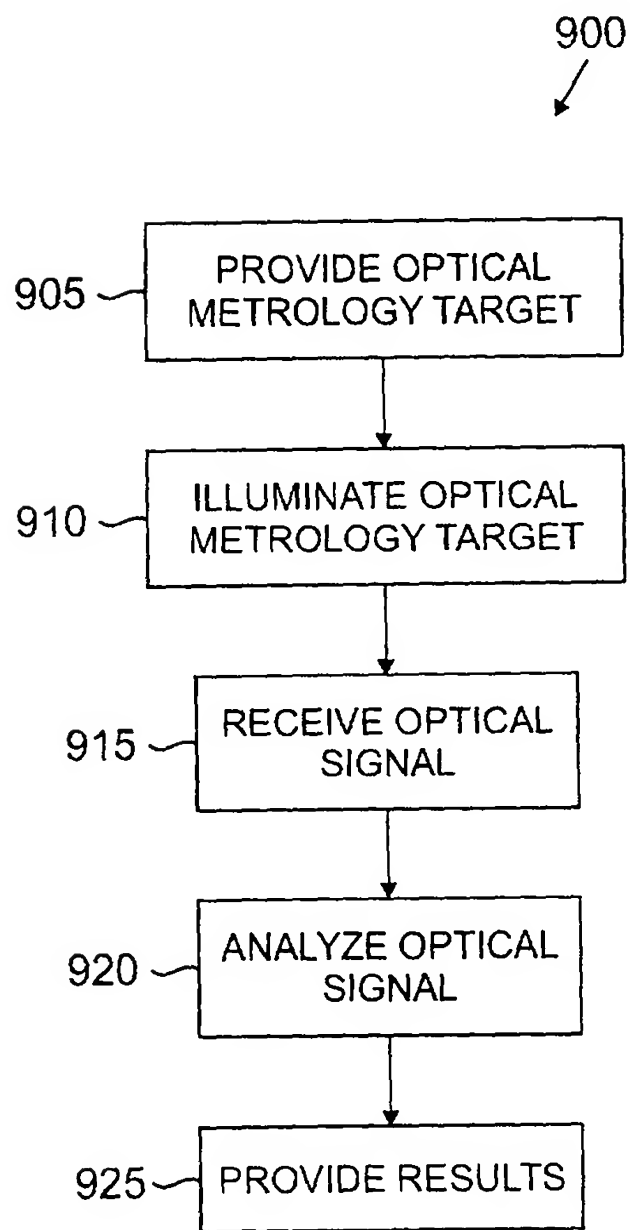 900
905
PROVIDE OPTICAL
METROLOGY TARGET
910
ILLUMINATE OPTICAL
METROLOGY TARGET
915
RECEIVE OPTICAL
SIGNAL
920
ANALYZE OPTICAL
SIGNAL
925
PROVIDE RESULTS